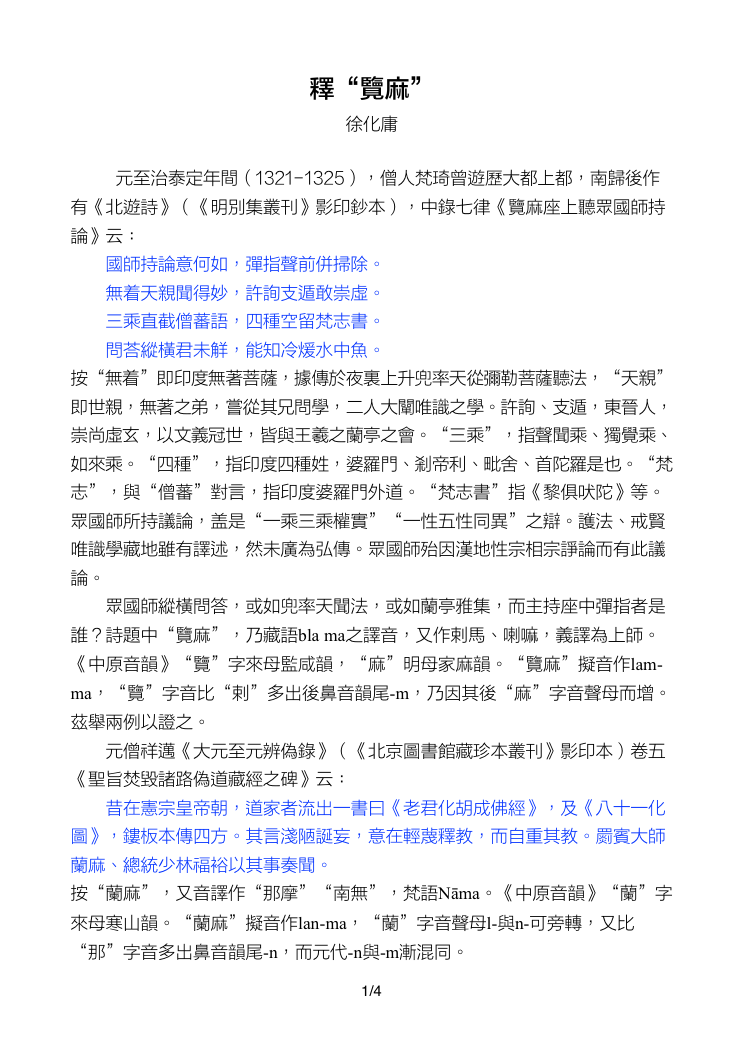 釋“覽麻”
徐化庸
元至治泰定年間（1321-1325），僧人梵琦曾遊歷大都上都，南歸後作
有《北遊詩》（《明別集叢刊》影印鈔本），中錄七律《覽麻座上聽眾國師持
論》云：
國師持論意何如，彈指聲前併掃除。
無着天親聞得妙，許詢支遁敢崇虛。
三乘直截僧蕃語，四種空留梵志書。
問荅縱橫君未觧，能知冷煖水中魚。
按“無着”即印度無著菩薩，據傳於夜裏上升兜率天從彌勒菩薩聽法，“天親”
即世親，無著之弟，嘗從其兄問學，二人大闡唯識之學。許詢、支遁，東晉人，
崇尚虛玄，以文義冠世，皆與王羲之蘭亭之會。“三乘”，指聲聞乘、獨覺乘、
如來乘。“四種”，指印度四種姓，婆羅門、剎帝利、毗舍、首陀羅是也。“梵
志”，與“僧蕃”對言，指印度婆羅門外道。“梵志書”指《黎俱吠陀》等。
眾國師所持議論，盖是“一乘三乘權實”“一性五性同異”之辯。護法、戒賢
唯識學藏地雖有譯述，然未廣為弘傳。眾國師殆因漢地性宗相宗諍論而有此議
論。
眾國師縱橫問答，或如兜率天聞法，或如蘭亭雅集，而主持座中彈指者是
誰？詩題中“覽麻”，乃藏語bla ma之譯音，又作剌馬、喇嘛，義譯為上師。
《中原音韻》“覽”字來母監咸韻，“麻”明母家麻韻。“覽麻”擬音作lam-
ma，“覽”字音比“剌”多出後鼻音韻尾-m，乃因其後“麻”字音聲母而增。
茲舉兩例以證之。
元僧祥邁《大元至元辨偽錄》（《北京圖書館藏珍本叢刊》影印本）卷五
《聖旨焚毀諸路偽道藏經之碑》云：
昔在憲宗皇帝朝，道家者流出一書曰《老君化胡成佛經》，及《八十一化
圖》，鏤板本傳四方。其言淺陋誕妄，意在輕蔑釋教，而自重其教。罽賓大師
蘭麻、總統少林福裕以其事奏聞。
按“蘭麻”，又音譯作“那摩”“南無”，梵語Nāma。《中原音韻》“蘭”字
來母寒山韻。“蘭麻”擬音作lan-ma，“蘭”字音聲母l-與n-可旁轉，又比
“那”字音多出鼻音韻尾-n，而元代-n與-m漸混同。
1/4